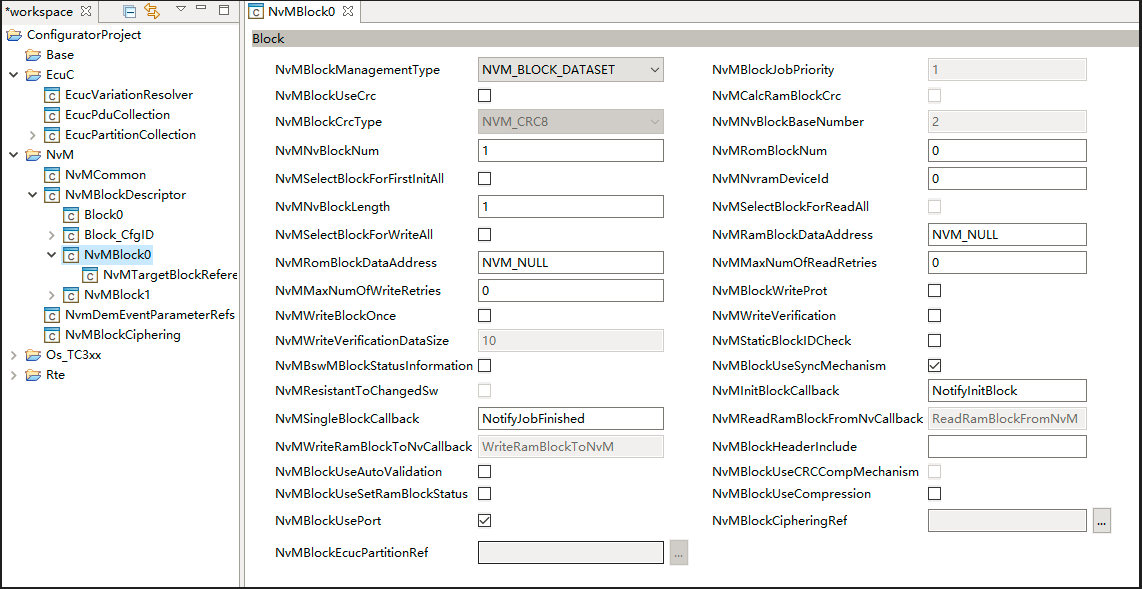 *workspace
ConfiguratorProject
Base
EcuC
EcucVariationResolver
EcucPduCollection
EcucPartitionCollection
NvM
NvMCommon
NvMBlockDescriptor
Block0
Block_CfgID
NvMBlock0
NvMTargetBlockRefere
NvMBlock1
NvmDemEventParameterRefs
NvMBlockCiphering
Os_TC3xx
Rte
NvMBlock0
Block
NvMBlockManagementType NVM_BLOCK_DATASET NvMBlockJobPriority 1
NvMBlockUseCrc NvMCalcRamBlockCrc
NvMBlockCrcType NVM_CRC8 NvMNvBlockBaseNumber 2
NvMNvBlockNum 1 NvMRomBlockNum 0
NvMSelectBlockForFirstInitAll NvMNvramDeviceId 0
NvMNvBlockLength 1 NvMSelectBlockForReadAll
NvMSelectBlockForWriteAll NvMRamBlockDataAddress NVM_NULL
NvMRomBlockDataAddress NVM_NULL NvMMaxNumOfReadRetries 0
NvMMaxNumOfWriteRetries 0 NvMBlockWriteProt
NvMWriteBlockOnce NvMWriteVerification
NvMWriteVerificationDataSize 10 NvMStaticBlockIDCheck
NvMBswMBlockStatusInformation NvMBlockUseSyncMechanism
NvMResistantToChangedSw NvMInitBlockCallback NotifyInitBlock
NvMSingleBlockCallback NotifyJobFinished NvMReadRamBlockFromNvCallback ReadRamBlockFromNvM
NvMWriteRamBlockToNvCallback WriteRamBlockToNvM NvMBlockHeaderInclude
NvMBlockUseAutoValidation NvMBlockUseCRCCompMechanism
NvMBlockUseSetRamBlockStatus NvMBlockUseCompression
NvMBlockUsePort NvMBlockCipheringRef ...
NvMBlockEcucPartitionRef ...